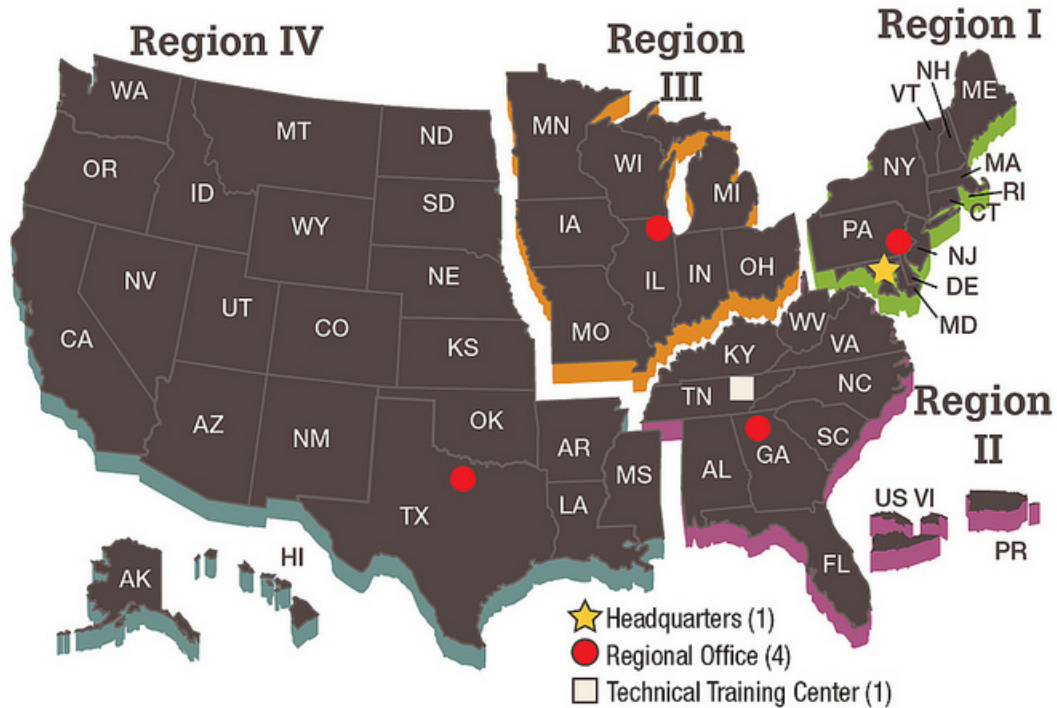 Region IV
Region
III
Region I
WA
OR
ID
MT
ND
SD
WY
NE
NV
UT
CO
KS
CA
AZ
NM
OK
TX
AR
LA
MS
AK
HI
MN
WI
MI
IA
IL
IN
OH
MO
NH
VT
ME
NY
MA
RI
CT
PA
NJ
DE
MD
WV
KY
VA
TN
NC
SC
AL
GA
FL
Region
II
US VI
PR
Headquarters (1)
Regional Office (4)
Technical Training Center (1)